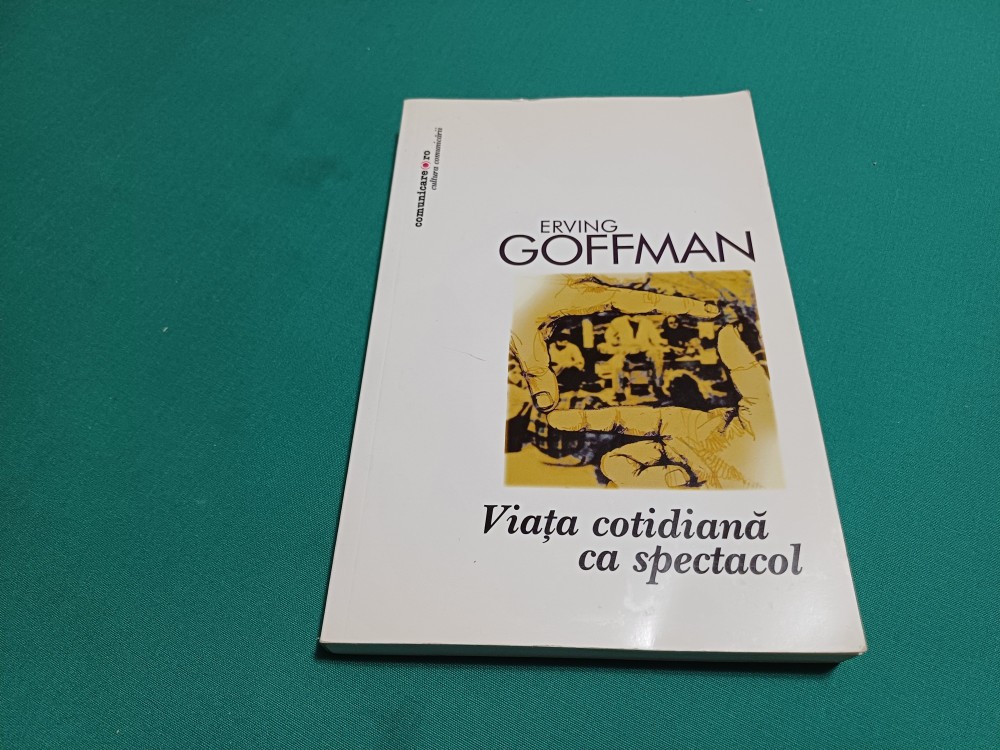 comunicare.ro
cultura comunicării
ERVING
GOFFMAN
Viața cotidiană
ca spectacol